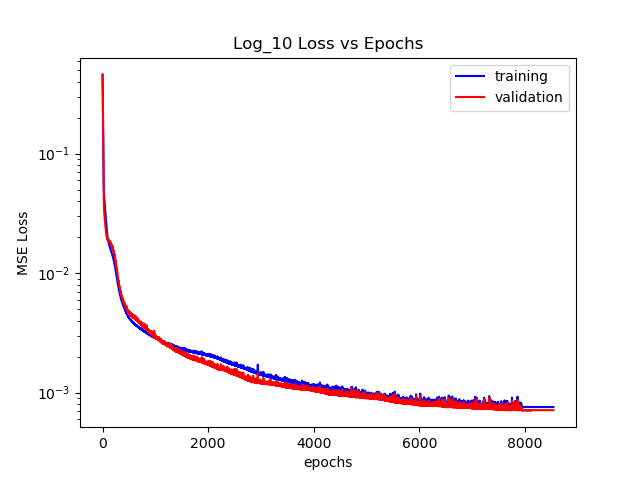 Log_10 Loss vs Epochs
training
validation
MSE Loss
10⁻¹
10⁻²
10⁻³
0 2000 4000 6000 8000
epochs